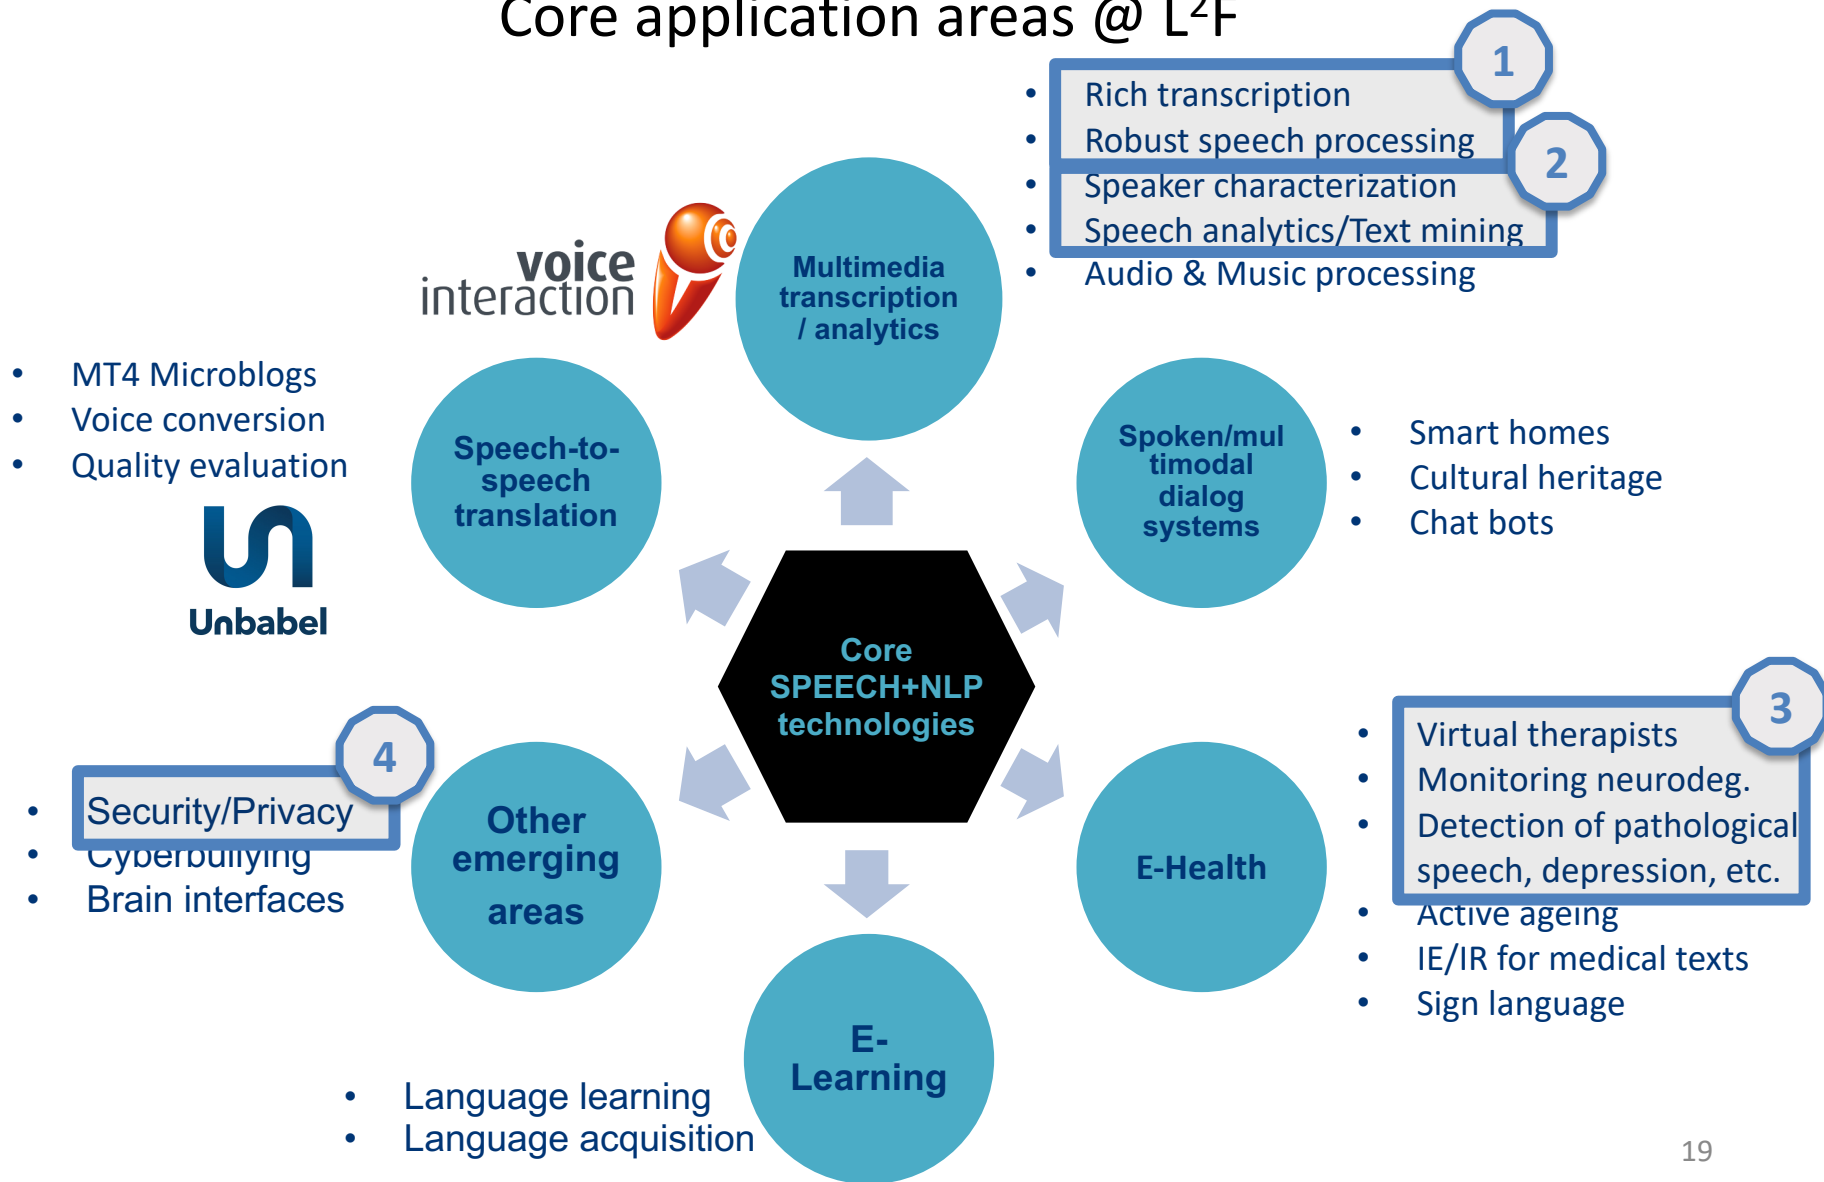 Core application areas @ L²F
1
• Rich transcription
• Robust speech processing
2
• Speaker characterization
• Speech analytics/Text mining
• Audio & Music processing
voice
interaction
Multimedia
transcription
/ analytics
• MT4 Microblogs
• Voice conversion
• Quality evaluation
Unbabel
Speech-to-
speech
translation
Spoken/mul
timodal
dialog
systems
• Smart homes
• Cultural heritage
• Chat bots
Core
SPEECH+NLP
technologies
3
• Virtual therapists
• Monitoring neurodeg.
• Detection of pathological
speech, depression, etc.
• Active ageing
• IE/IR for medical texts
• Sign language
4
• Security/Privacy
• Cyberbullying
• Brain interfaces
Other
emerging
areas
E-Health
E-
Learning
• Language learning
• Language acquisition
19